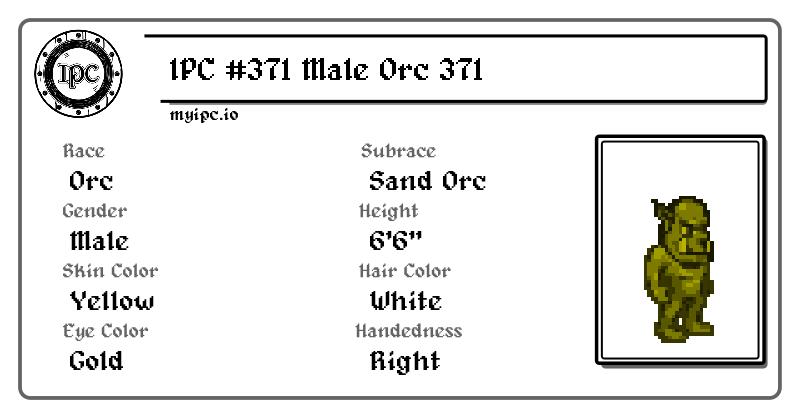 IPC
IPC #371 Male Orc 371
myipc.io
Race
Orc
Subrace
Sand Orc
Gender
Male
Height
6'6"
Skin Color
Yellow
Hair Color
White
Eye Color
Gold
Handedness
Right